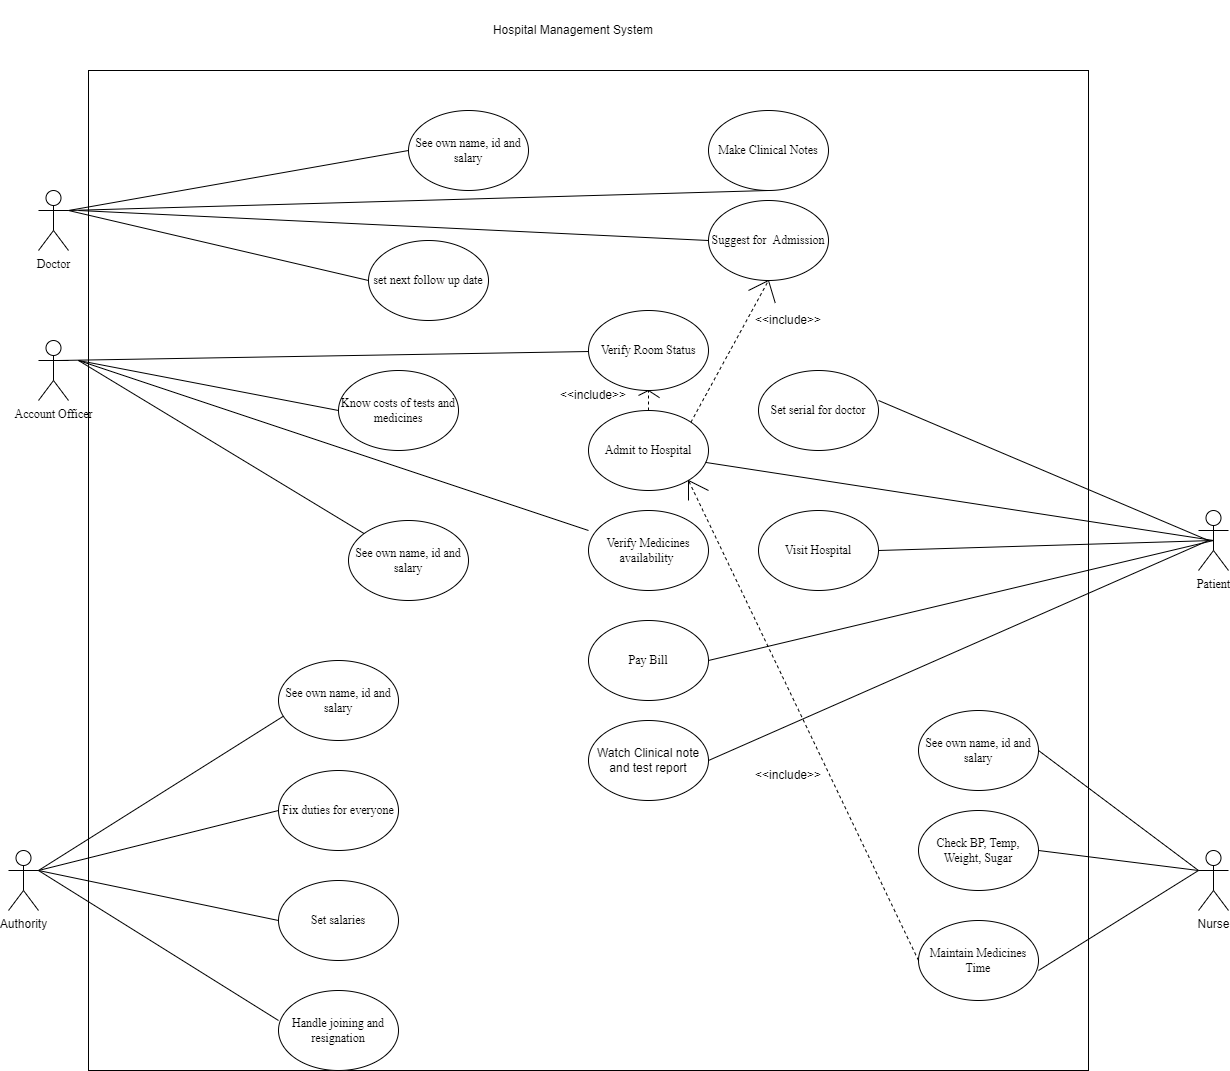 Hospital Management System
See own name, id and
salary
Make Clinical Notes
Suggest for  Admission
Doctor
set next follow up date
<<include>>
Verify Room Status
<<include>>
Account Officer
Know costs of tests and
medicines
Set serial for doctor
Admit to Hospital
See own name, id and
salary
Verify Medicines
availability
Visit Hospital
Patient
Pay Bill
See own name, id and
salary
Watch Clinical note
and test report
<<include>>
See own name, id and
salary
Fix duties for everyone
Check BP, Temp,
Weight, Sugar
Authority
Set salaries
Nurse
Maintain Medicines
Time
Handle joining and
resignation